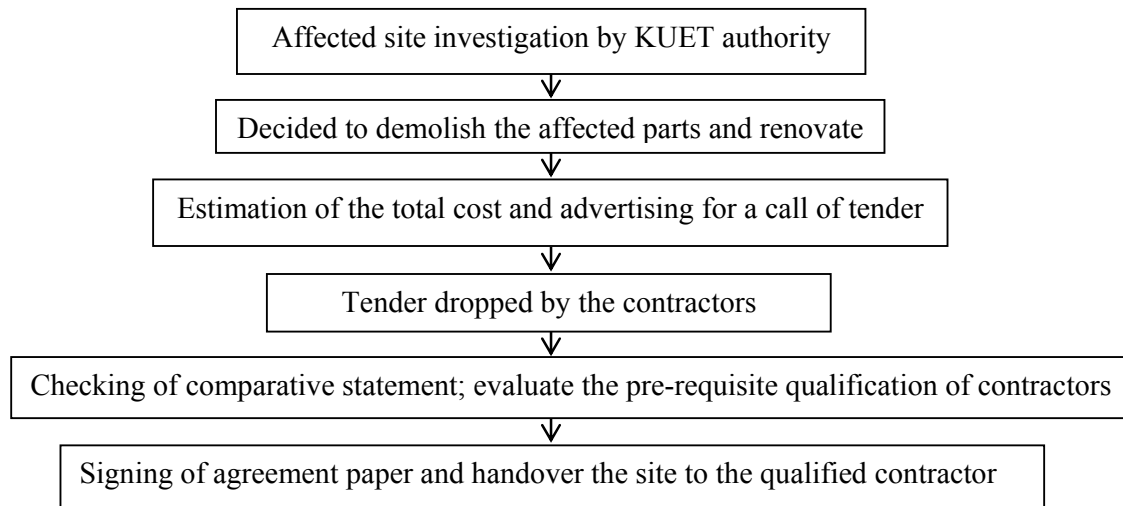 Affected site investigation by KUET authority
Decided to demolish the affected parts and renovate
Estimation of the total cost and advertising for a call of tender
Tender dropped by the contractors
Checking of comparative statement; evaluate the pre-requisite qualification of contractors
Signing of agreement paper and handover the site to the qualified contractor